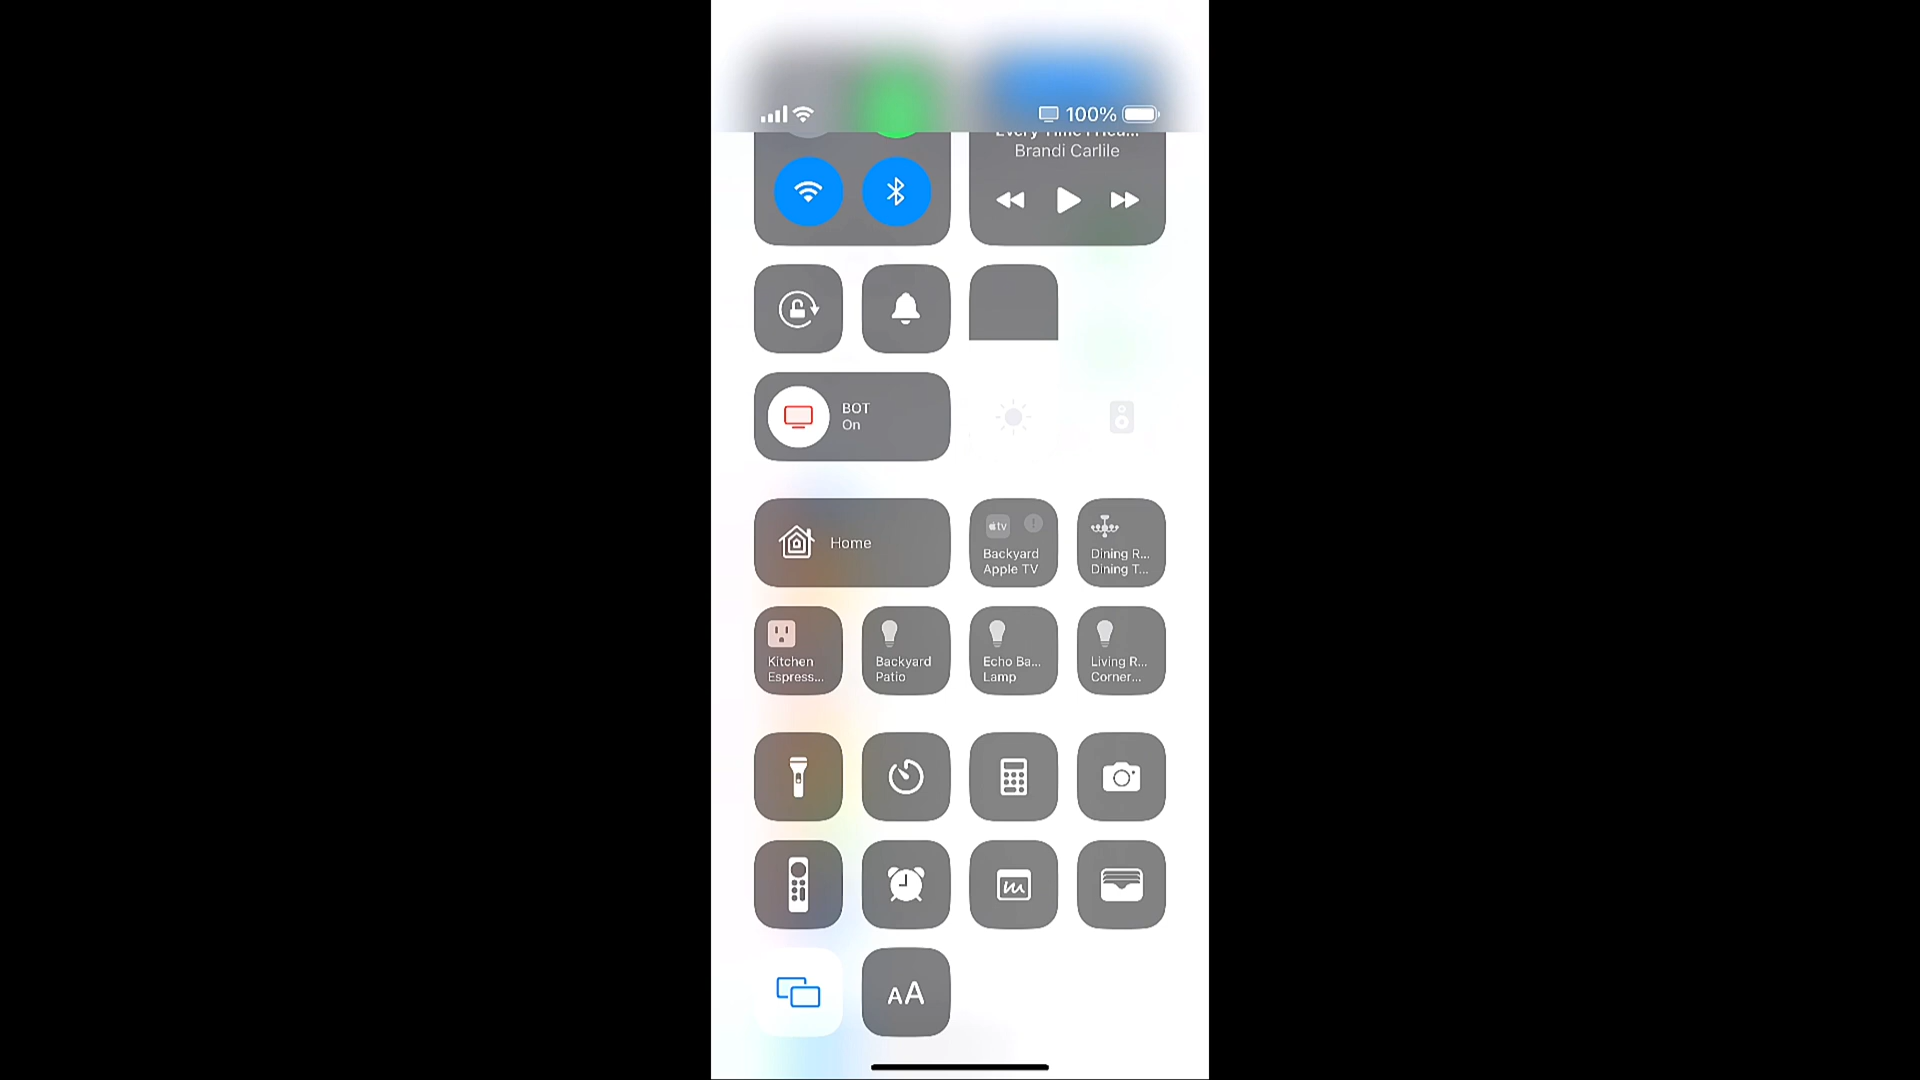 100%
Brandi Carlile
BOT
On
Home
tv
Backyard
Apple TV
Dining R...
Dining T...
Kitchen
Espress...
Backyard
Patio
Echo Ba...
Lamp
Living R...
Corner...
AA